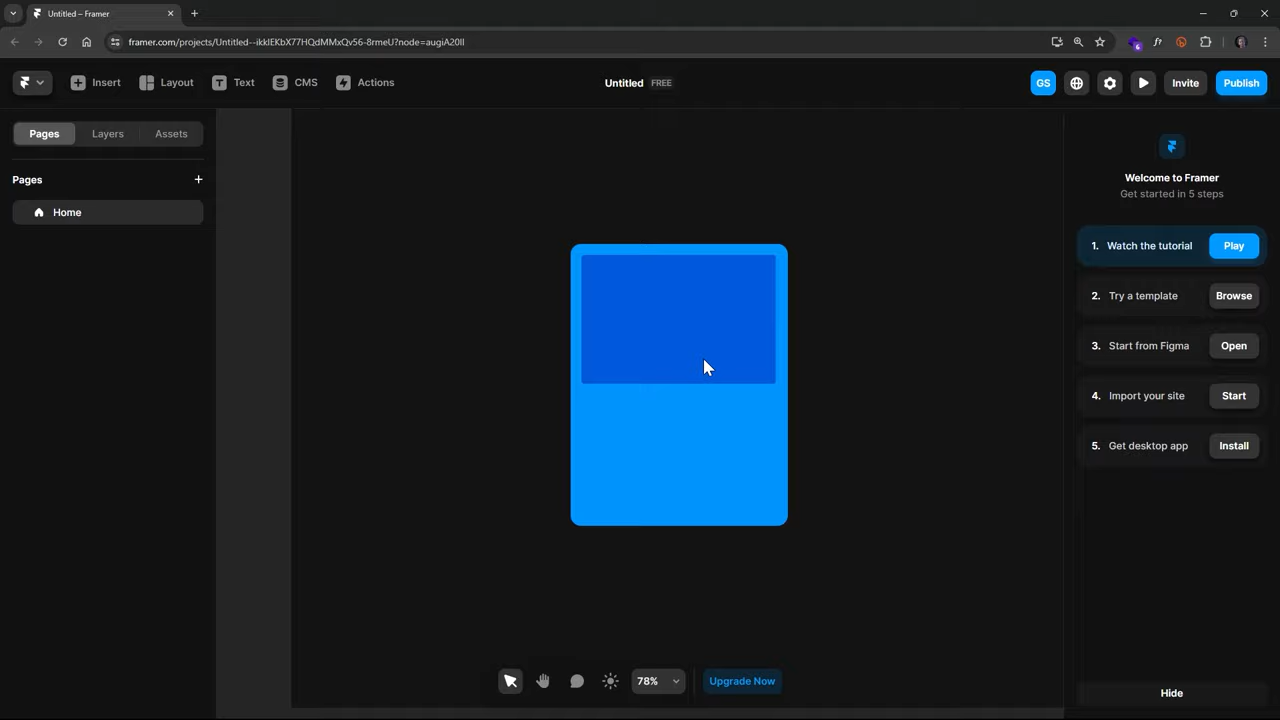 Untitled – Framer
framer.com/projects/Untitled--ikklEKbX77HQdMMxQv56-8rmeU?node=augiA20Il
Insert
Layout
Text
CMS
Actions
Untitled FREE
GS
Invite
Publish
Pages
Layers
Assets
Pages
Home
Welcome to Framer
Get started in 5 steps
1. Watch the tutorial Play
2. Try a template Browse
3. Start from Figma Open
4. Import your site Start
5. Get desktop app Install
78%
Upgrade Now
Hide